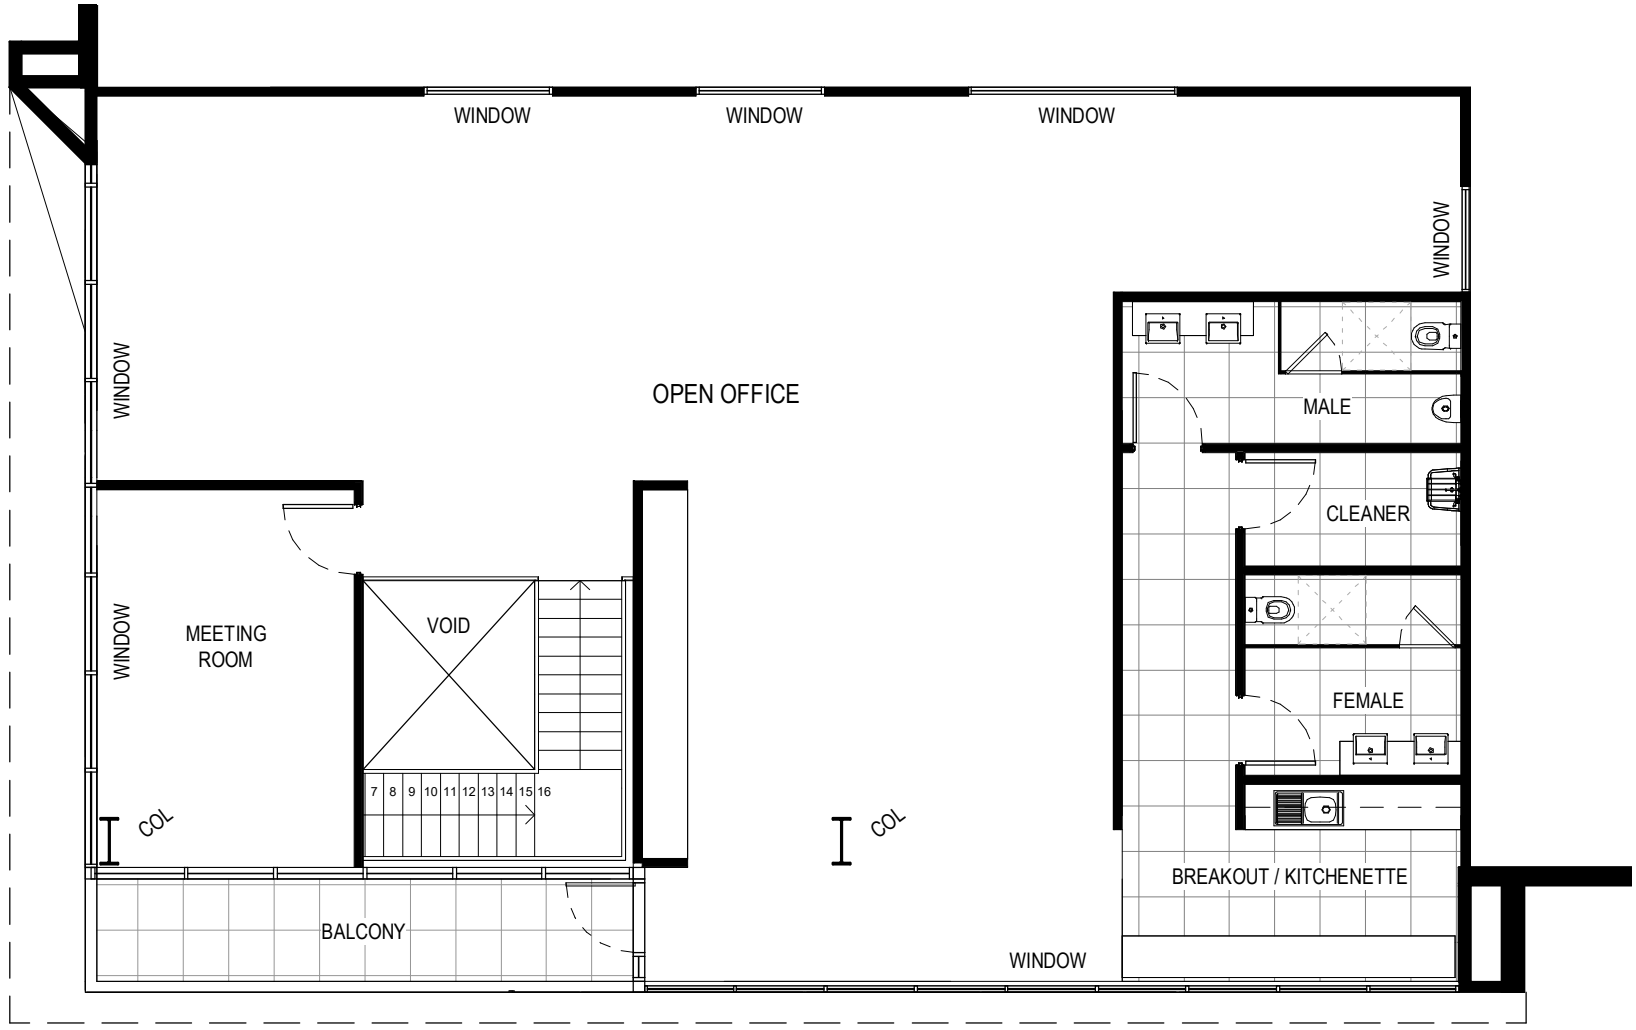 WINDOW
WINDOW
WINDOW
WINDOW
WINDOW
OPEN OFFICE
MALE
CLEANER
WINDOW
MEETING
ROOM
VOID
FEMALE
7 8 9 10 11 12 13 14 15 16
COL
COL
BREAKOUT / KITCHENETTE
BALCONY
WINDOW